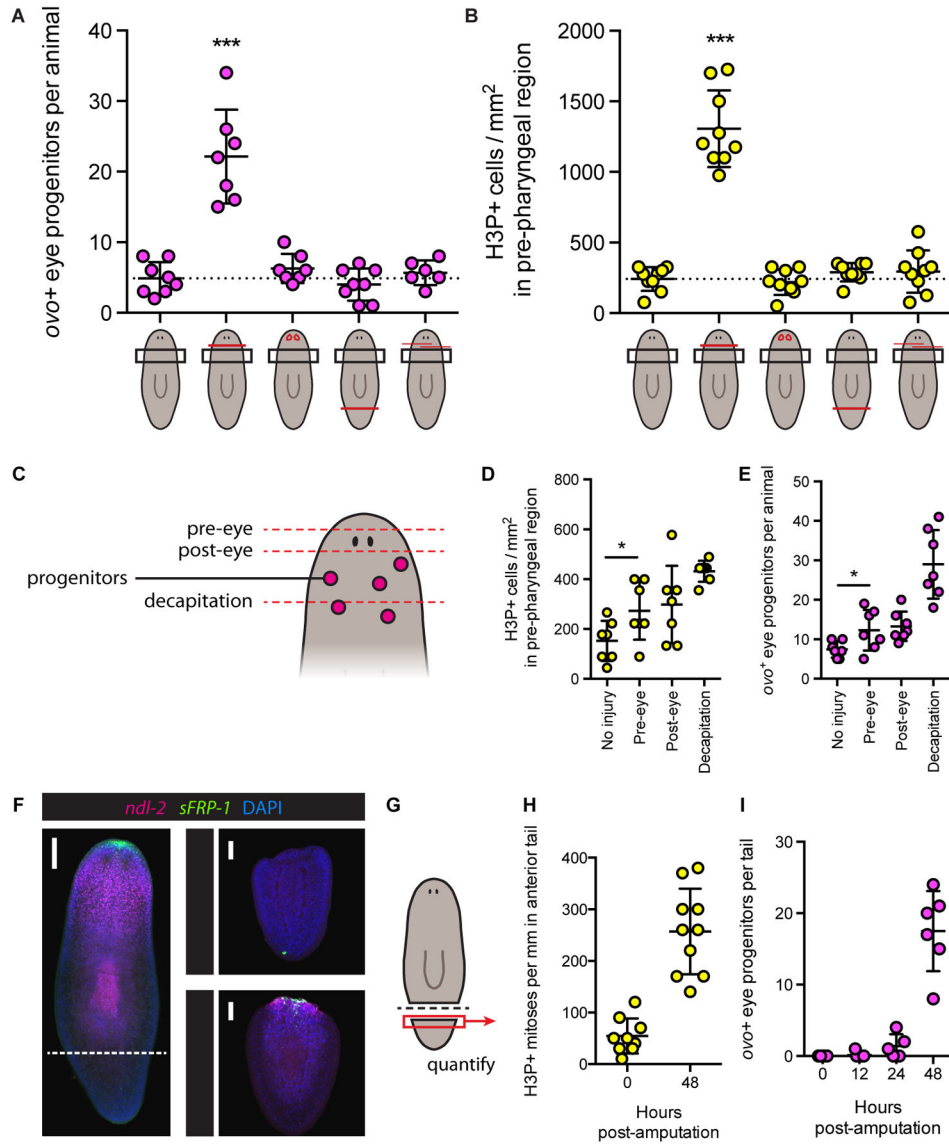 A
ovo+ eye progenitors per animal
40
30
20
10
0
***
B
H3P+ cells / mm2
in pre-pharyngeal region
2000
1500
1000
500
0
***
C
pre-eye
post-eye
progenitors
decapitation
D
H3P+ cells / mm2
in pre-pharyngeal region
800
600
400
200
0
*
No injury
Pre-eye
Post-eye
Decapitation
E
ovo+ eye progenitors per animal
50
40
30
20
10
0
*
No injury
Pre-eye
Post-eye
Decapitation
F
ndl-2 sFRP-1 DAPI
G
quantify
H
H3P+ mitoses per mm in anterior tail
400
300
200
100
50
0
0 48
Hours
post-amputation
I
ovo+ eye progenitors per tail
30
20
10
0
0 12 24 48
Hours
post-amputation